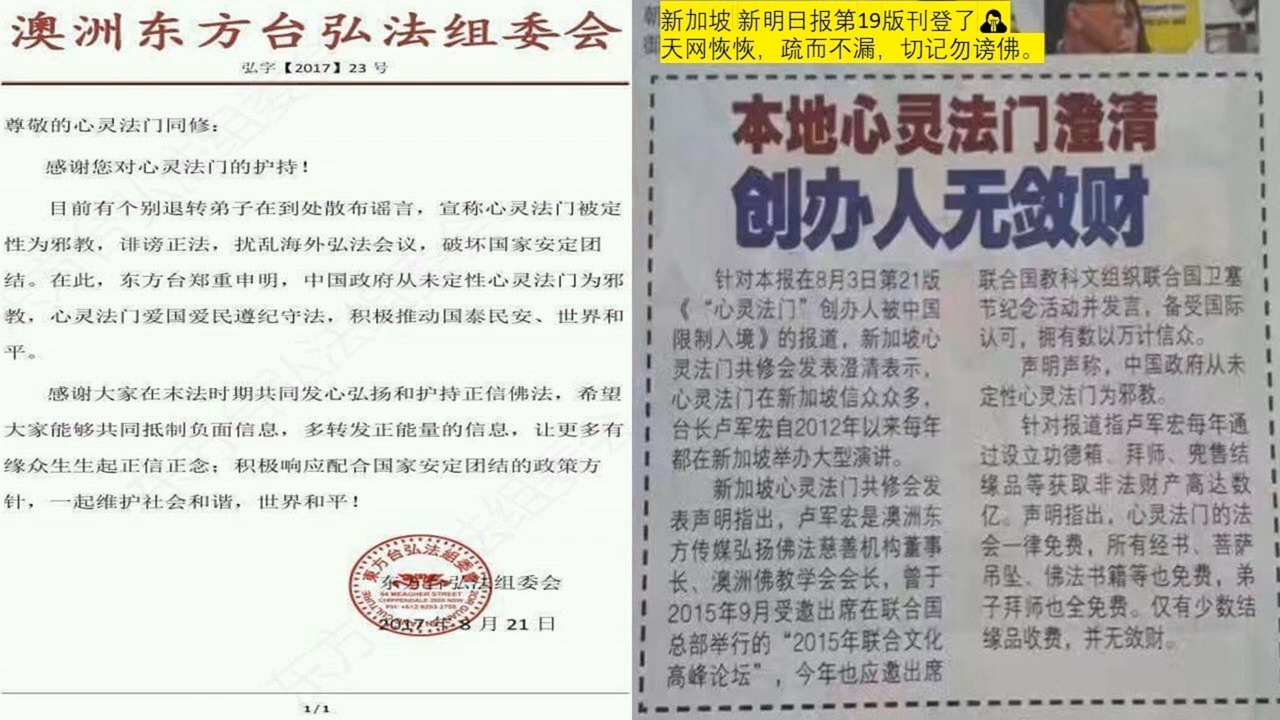 澳洲东方台弘法组委会
弘字【2017】23 号
尊敬的心灵法门同修：
感谢您对心灵法门的护持！
目前有个别退转弟子在到处散布谣言，宣称心灵法门被定
性为邪教，诽谤正法，扰乱海外弘法会议，破坏国家安定团
结。在此，东方台郑重申明，中国政府从未定性心灵法门为邪
教，心灵法门爱国爱民遵纪守法，积极推动国泰民安、世界和
平。
感谢大家在末法时期共同发心弘扬和护持正信佛法，希望
大家能够共同抵制负面信息，多转发正能量的信息，让更多有
缘众生生起正信正念；积极响应配合国家安定团结的政策方
针，一起维护社会和谐，世界和平！
東方台弘法組委會
54 MEAGHER STREET
CHIPPENDALE 2008 NSW
东方台弘法组委会
2017 年 8 月 21 日
1/1
新加坡 新明日报第19版刊登了
天网恢恢，疏而不漏，切记勿谤佛。
本地心灵法门澄清
创办人无敛财
针对本报在8月3日第21版
《“心灵法门”创办人被中国
限制入境》的报道，新加坡心
灵法门共修会发表澄清表示，
心灵法门在新加坡信众众多，
台长卢军宏自2012年以来每年
都在新加坡举办大型演讲。
新加坡心灵法门共修会发
表声明指出，卢军宏是澳洲东
方传媒弘扬佛法慈善机构董事
长、澳洲佛教学会会长，曾于
2015年9月受邀出席在联合国
总部举行的“2015年联合文化
高峰论坛”，今年也应邀出席
联合国教科文组织联合国卫塞
节纪念活动并发言，备受国际
认可，拥有数以万计信众。
声明声称，中国政府从未
定性心灵法门为邪教。
针对报道指卢军宏每年通
过设立功德箱、拜师、兜售结
缘品等获取非法财产高达数
亿。声明指出，心灵法门的法
会一律免费，所有经书、菩萨
吊坠、佛法书籍等也免费，弟
子拜师也全免费。仅有少数结
缘品收费，并无敛财。